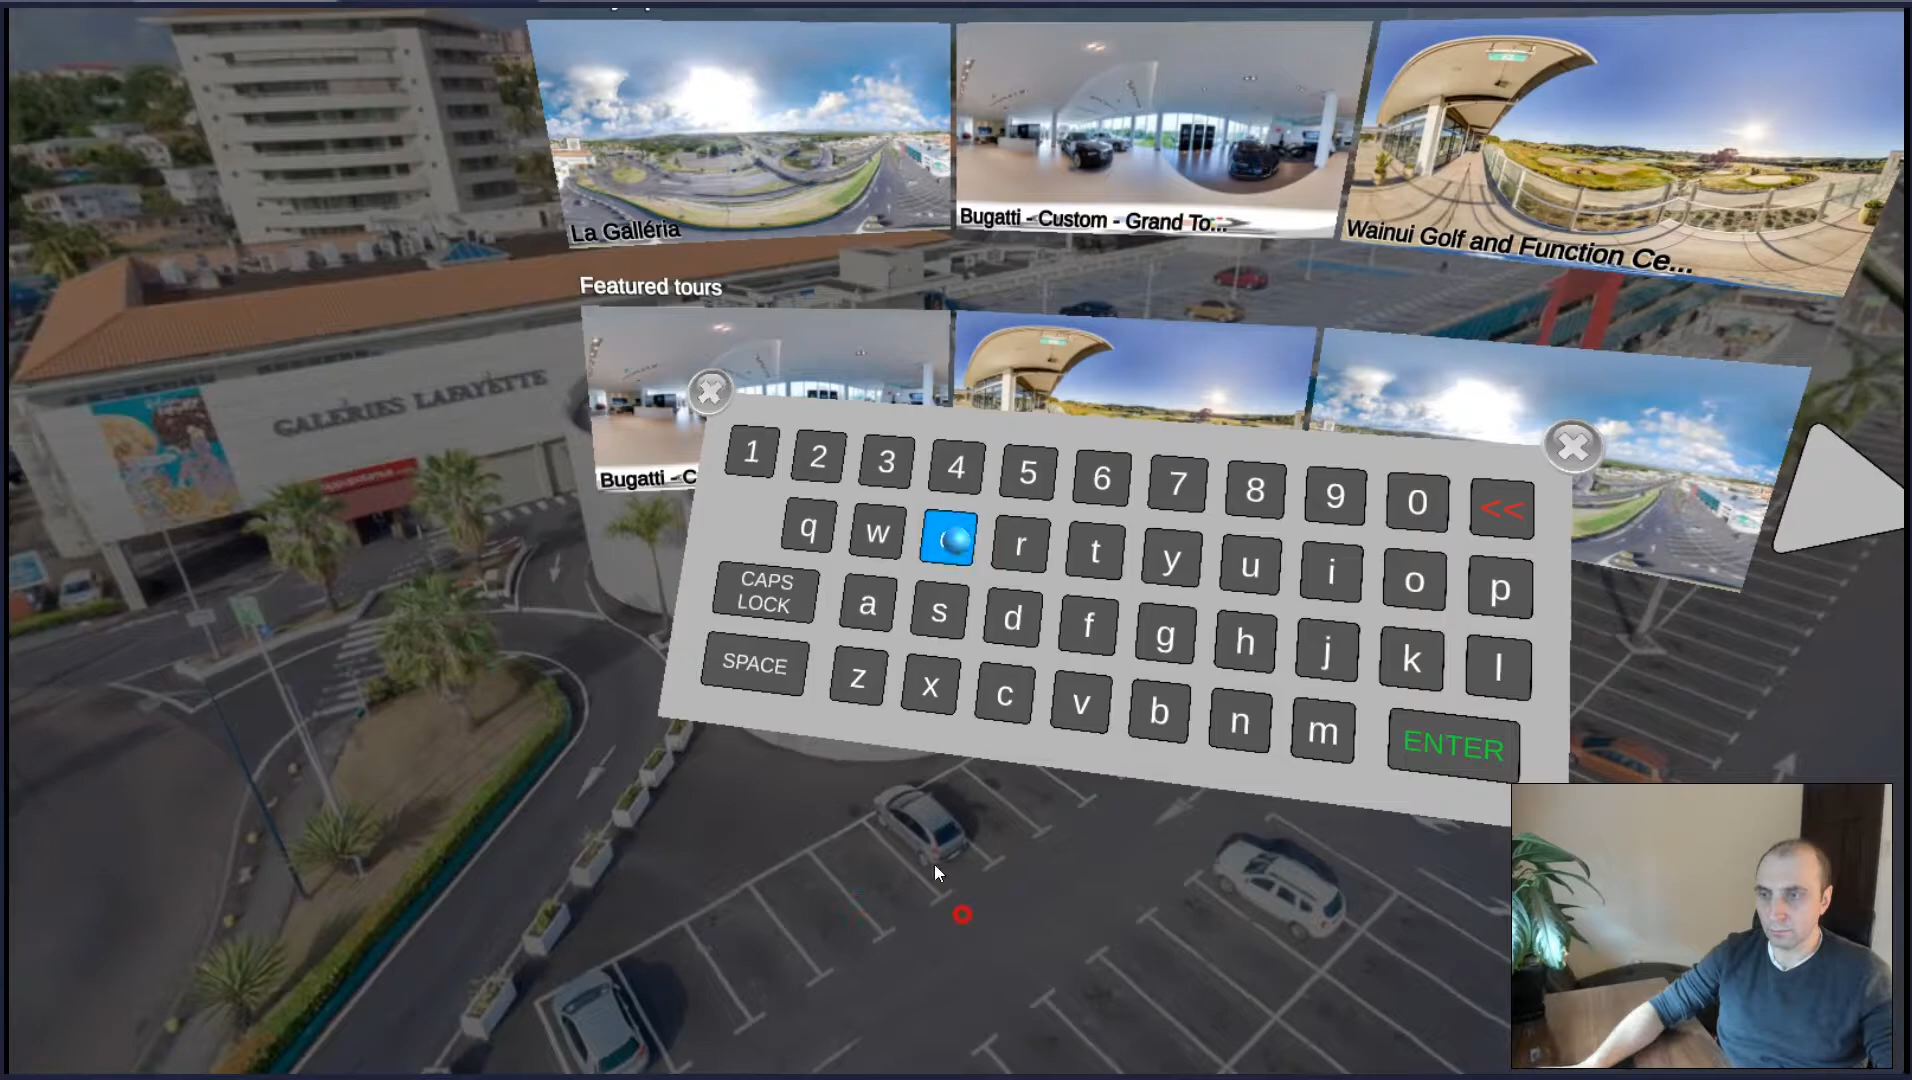 La Galléria
Bugatti - Custom - Grand To...
Wainui Golf and Function Ce...
Featured tours
GALERIES LAFAYETTE
Bugatti - C
1 2 3 4 5 6 7 8 9 0 <<
q w r t y u i o p
CAPS LOCK a s d f g h j k l
SPACE z x c v b n m ENTER